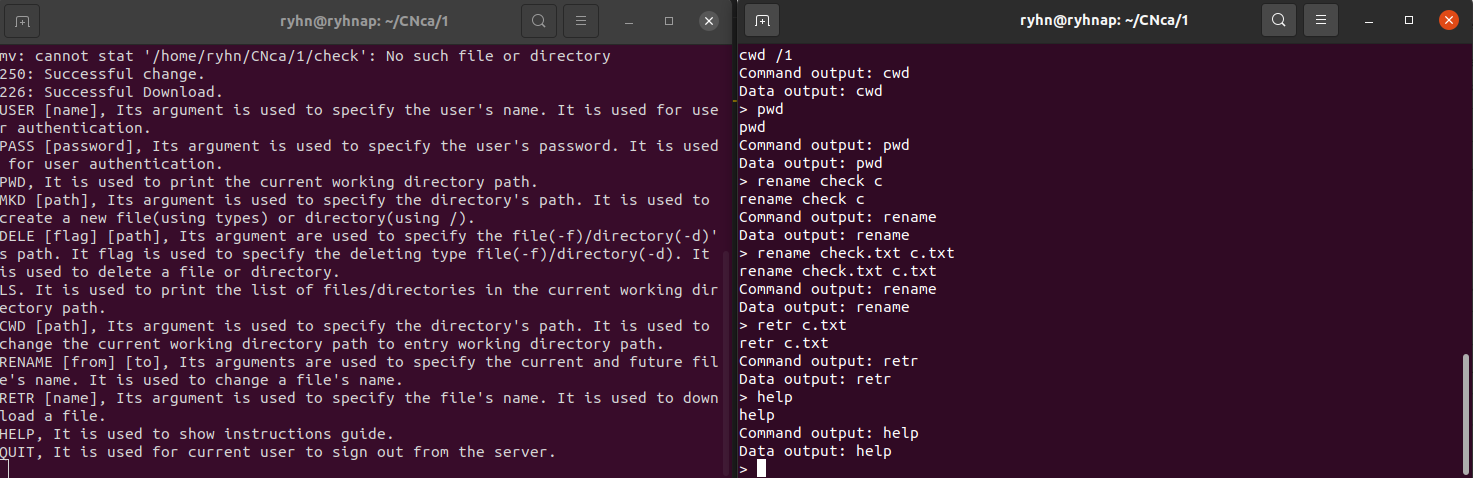 ryhn@ryhnap: ~/CNca/1
mv: cannot stat '/home/ryhn/CNca/1/check': No such file or directory
250: Successful change.
226: Successful Download.
USER [name], Its argument is used to specify the user's name. It is used for use
r authentication.
PASS [password], Its argument is used to specify the user's password. It is used
 for user authentication.
PWD, It is used to print the current working directory path.
MKD [path], Its argument is used to specify the directory's path. It is used to
create a new file(using types) or directory(using /).
DELE [flag] [path], Its argument are used to specify the file(-f)/directory(-d)'
s path. It flag is used to specify the deleting type file(-f)/directory(-d). It
is used to delete a file or directory.
LS. It is used to print the list of files/directories in the current working dir
ectory path.
CWD [path], Its argument is used to specify the directory's path. It is used to
change the current working directory path to entry working directory path.
RENAME [from] [to], Its arguments are used to specify the current and future fil
e's name. It is used to change a file's name.
RETR [name], Its argument is used to specify the file's name. It is used to down
load a file.
HELP, It is used to show instructions guide.
QUIT, It is used for current user to sign out from the server.
ryhn@ryhnap: ~/CNca/1
cwd /1
Command output: cwd
Data output: cwd
> pwd
pwd
Command output: pwd
Data output: pwd
> rename check c
rename check c
Command output: rename
Data output: rename
> rename check.txt c.txt
rename check.txt c.txt
Command output: rename
Data output: rename
> retr c.txt
retr c.txt
Command output: retr
Data output: retr
> help
help
Command output: help
Data output: help
>